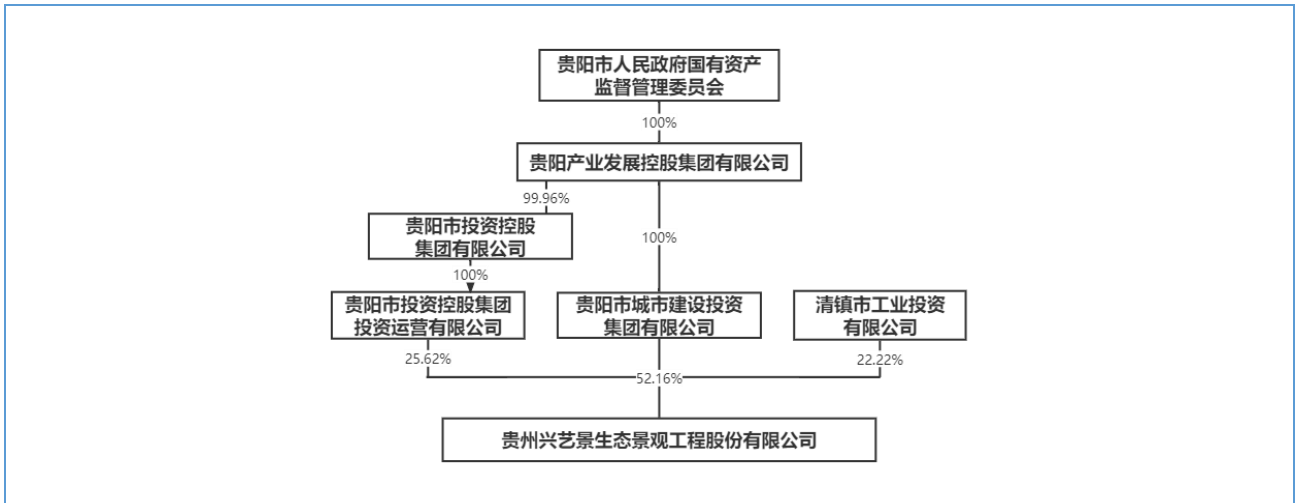 贵阳市人民政府国有资产
监督管理委员会
100%
贵阳产业发展控股集团有限公司
99.96%
贵阳市投资控股
集团有限公司
100%
100%
贵阳市投资控股集团
投资运营有限公司
贵阳市城市建设投资
集团有限公司
清镇市工业投资
有限公司
25.62%
52.16%
22.22%
贵州兴艺景生态景观工程股份有限公司